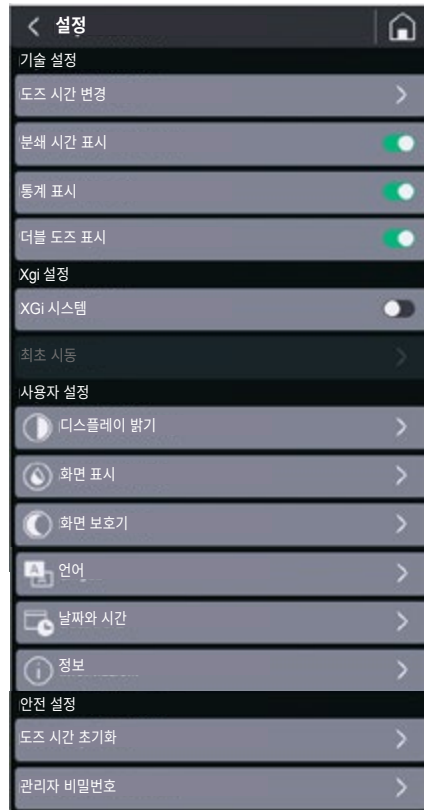 설정
기술 설정
도즈 시간 변경
분쇄 시간 표시
통계 표시
더블 도즈 표시
Xgi 설정
XGi 시스템
최초 시동
사용자 설정
디스플레이 밝기
화면 표시
화면 보호기
언어
날짜와 시간
정보
안전 설정
도즈 시간 초기화
관리자 비밀번호